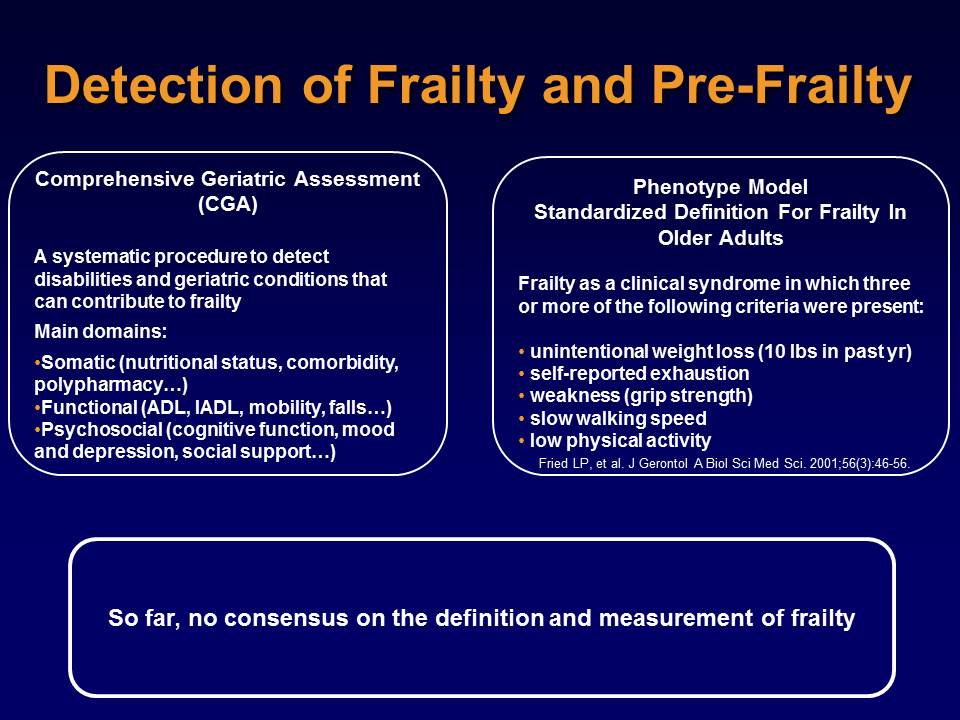 Detection of Frailty and Pre-Frailty
Comprehensive Geriatric Assessment
(CGA)
A systematic procedure to detect
disabilities and geriatric conditions that
can contribute to frailty
Main domains:
•Somatic (nutritional status, comorbidity,
polypharmacy…)
•Functional (ADL, IADL, mobility, falls…)
•Psychosocial (cognitive function, mood
and depression, social support…)
Phenotype Model
Standardized Definition For Frailty In
Older Adults
Frailty as a clinical syndrome in which three
or more of the following criteria were present:
• unintentional weight loss (10 lbs in past yr)
• self-reported exhaustion
• weakness (grip strength)
• slow walking speed
• low physical activity
Fried LP, et al. J Gerontol A Biol Sci Med Sci. 2001;56(3):46-56.
So far, no consensus on the definition and measurement of frailty